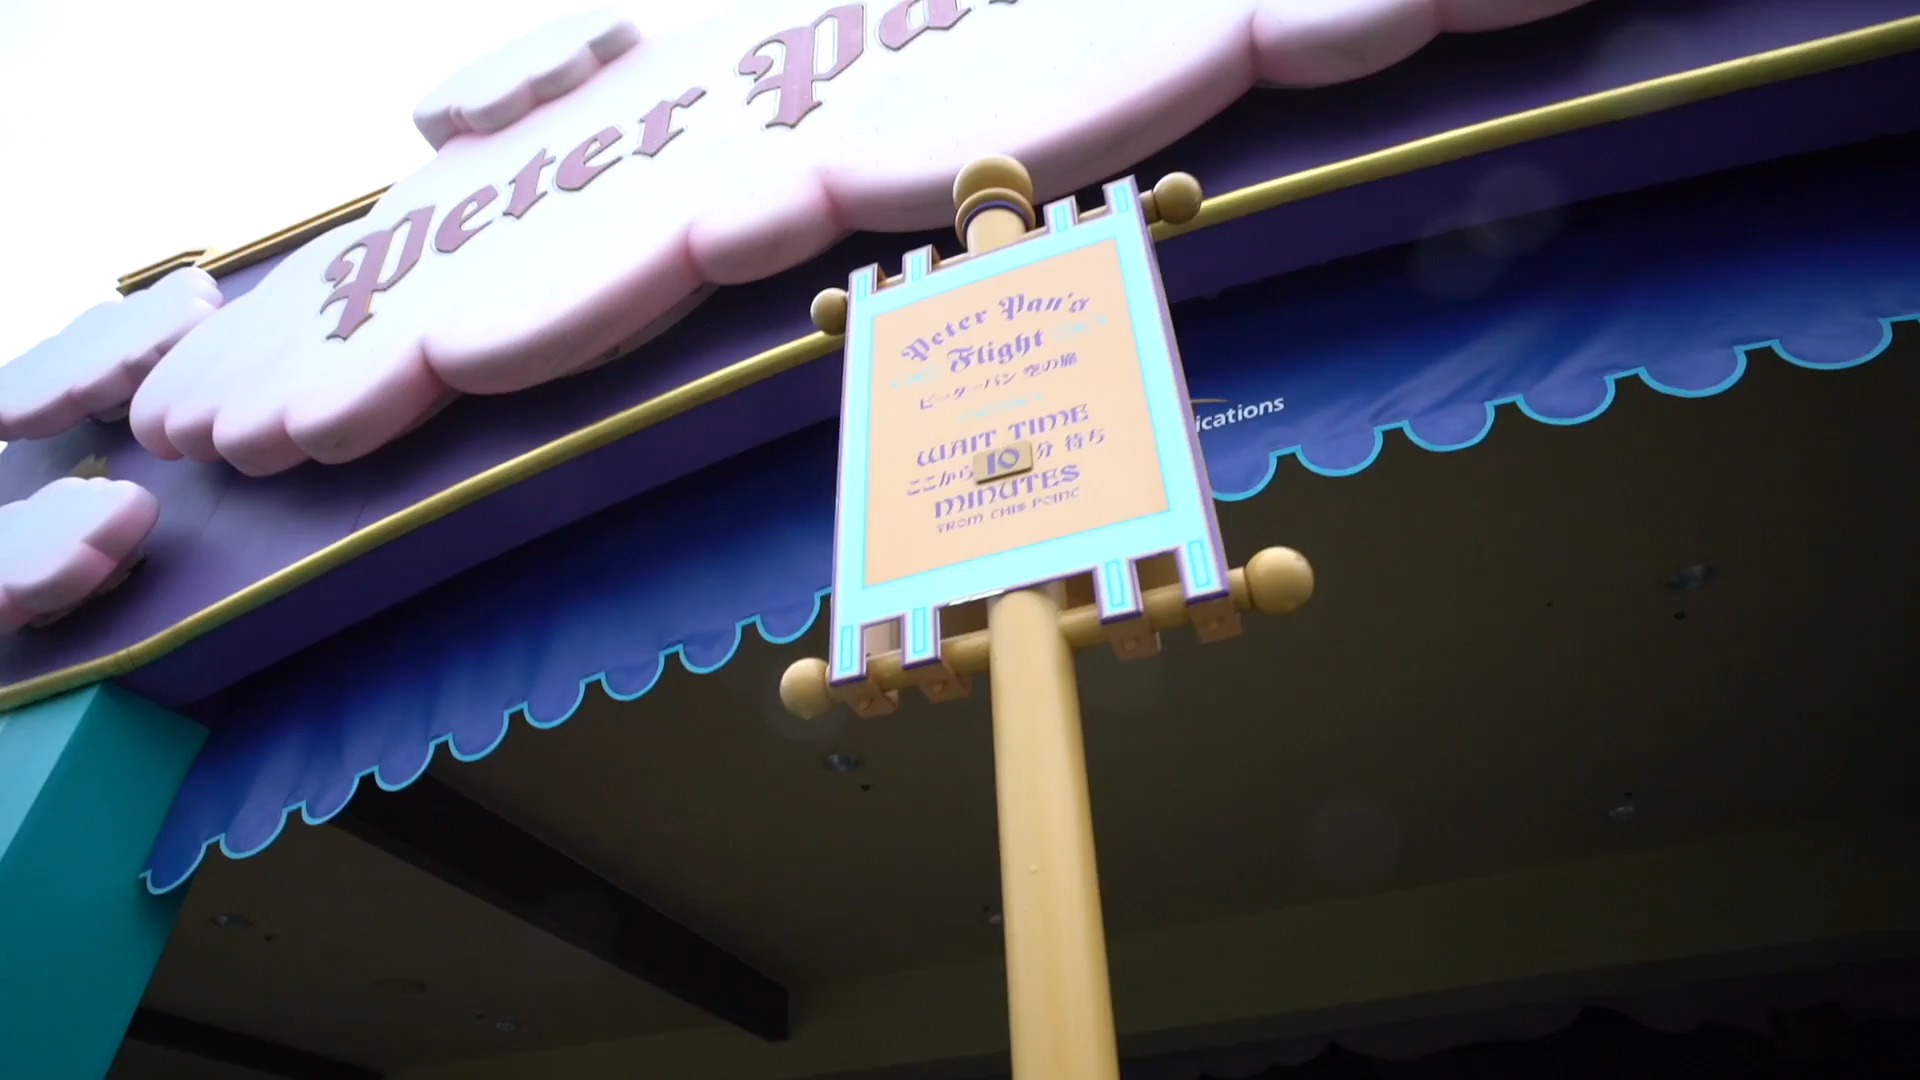 Peter Pan
Peter Pan's
Flight
ピーターパン 空の旅
WAIT TIME
ここから 10 分 待ち
MINUTES
FROM THIS POINT
ications